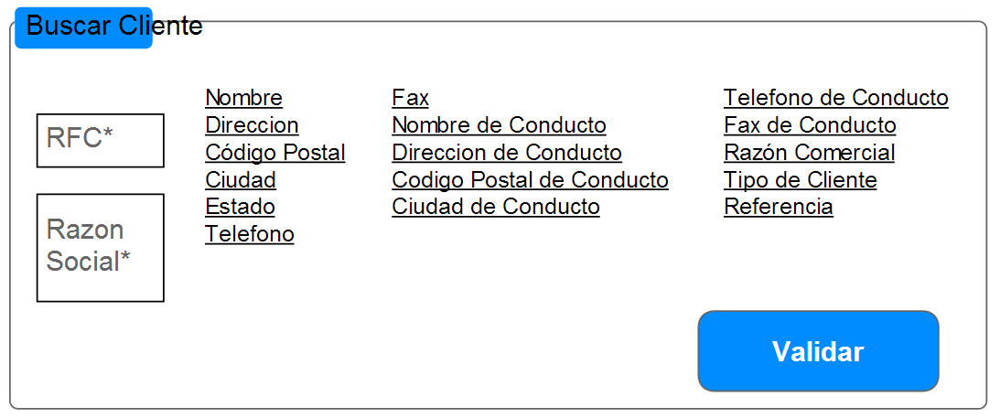 Buscar Cliente
RFC*
Razon
Social*
Nombre
Direccion
Código Postal
Ciudad
Estado
Telefono
Fax
Nombre de Conducto
Direccion de Conducto
Codigo Postal de Conducto
Ciudad de Conducto
Telefono de Conducto
Fax de Conducto
Razón Comercial
Tipo de Cliente
Referencia
Validar